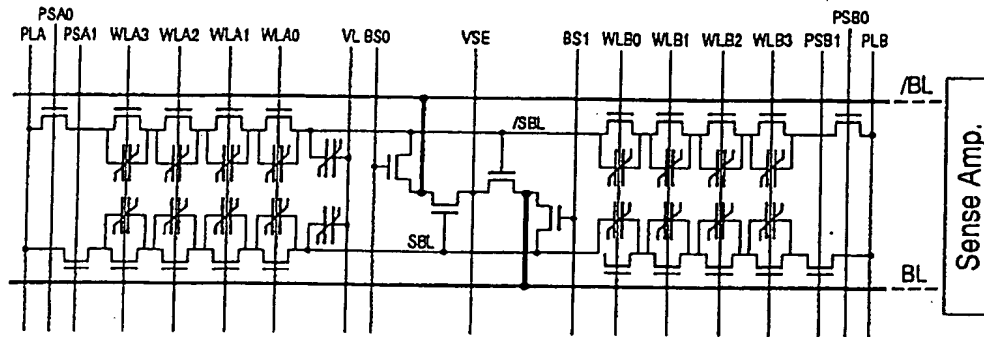 PSA0 PSB0
PLA PSA1 WLA3 WLA2 WLA1 WLA0 VL BS0 VSE BS1 WLB0 WLB1 WLB2 WLB3 PSB1 PLB
/BL
/SBL
SBL
BL
Sense Amp.